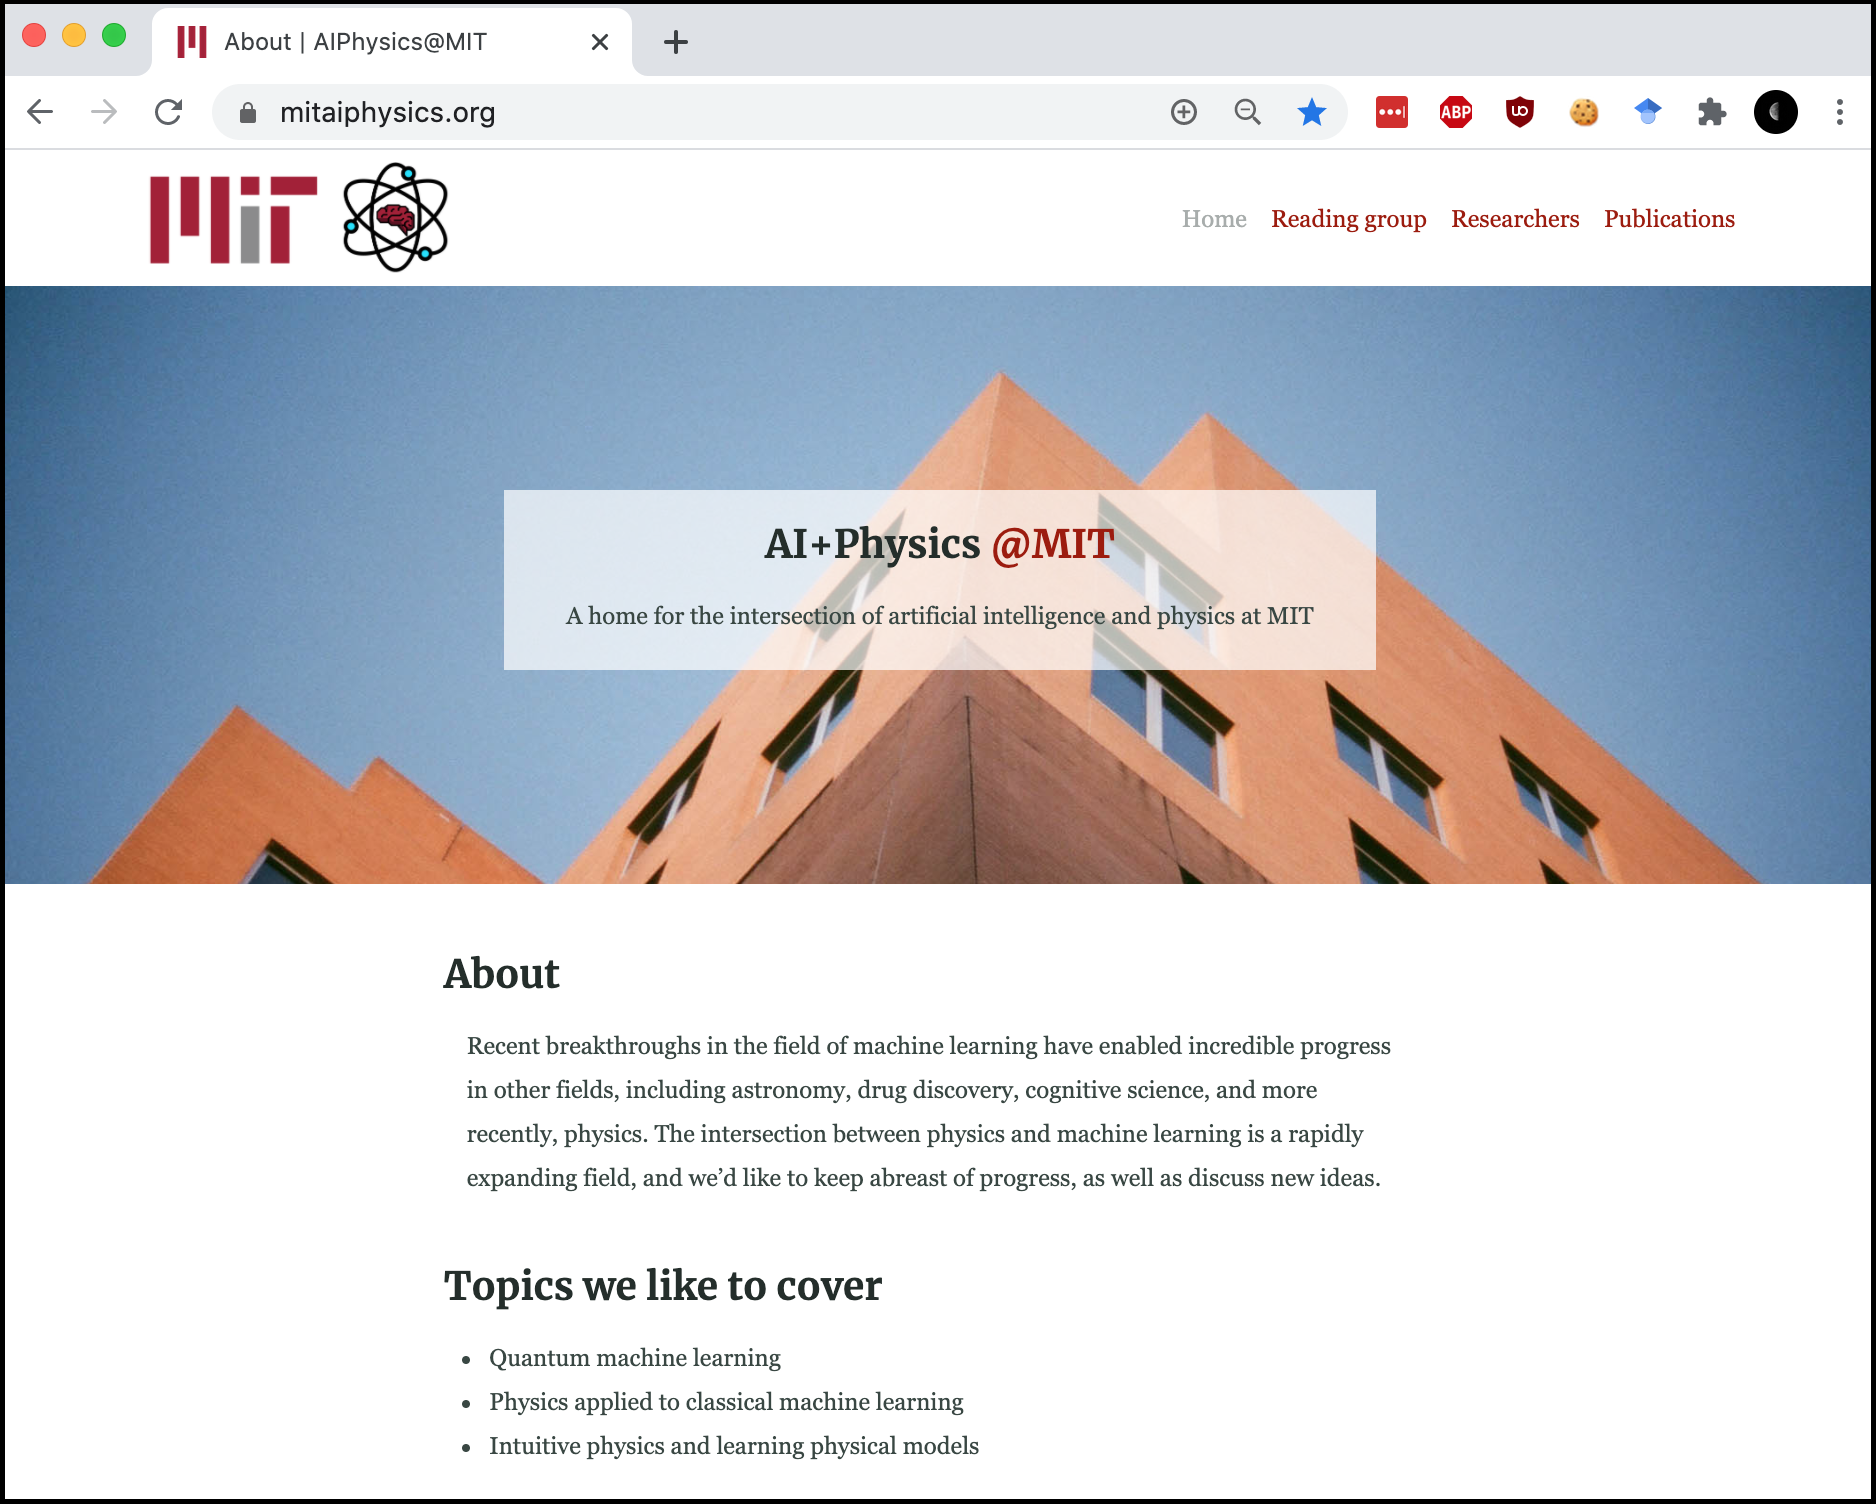 About | AIPhysics@MIT
mitaiphysics.org
ABP
MIT
Home Reading group Researchers Publications
AI+Physics @MIT
A home for the intersection of artificial intelligence and physics at MIT
About
Recent breakthroughs in the field of machine learning have enabled incredible progress
in other fields, including astronomy, drug discovery, cognitive science, and more
recently, physics. The intersection between physics and machine learning is a rapidly
expanding field, and we’d like to keep abreast of progress, as well as discuss new ideas.
Topics we like to cover
• Quantum machine learning
• Physics applied to classical machine learning
• Intuitive physics and learning physical models